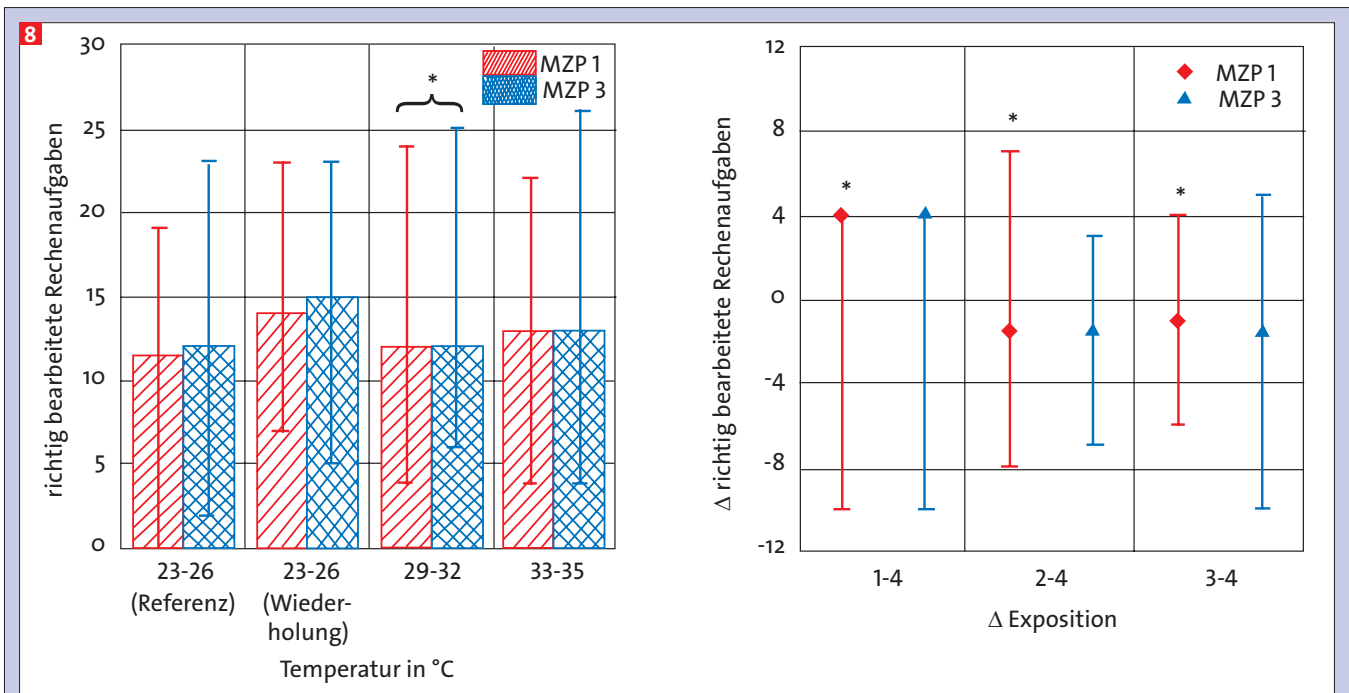 8
richtig bearbeitete Rechenaufgaben
30
25
20
15
10
5
0
MZP 1
MZP 3
*
23-26
(Referenz)
23-26
(Wieder-
holung)
29-32
33-35
Temperatur in °C
Δ richtig bearbeitete Rechenaufgaben
12
8
4
0
-4
-8
-12
MZP 1
MZP 3
*
*
*
1-4
2-4
3-4
Δ Exposition